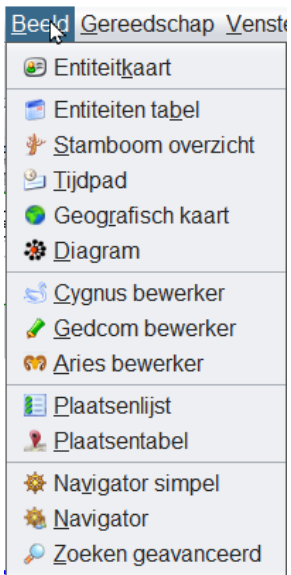 Beeld Gereedschap Venste
Entiteitkaart
Entiteiten tabel
Stamboom overzicht
Tijdpad
Geografisch kaart
Diagram
Cygnus bewerker
Gedcom bewerker
Aries bewerker
Plaatsenlijst
Plaatsentabel
Navigator simpel
Navigator
Zoeken geavanceerd